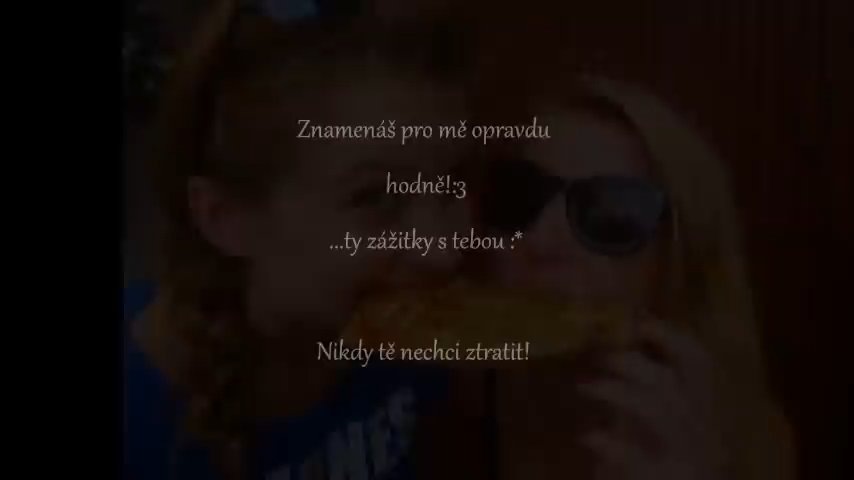 Znamenáš pro mě opravdu
hodně!:3
...ty zážitky s tebou :*
Nikdy tě nechci ztratit!